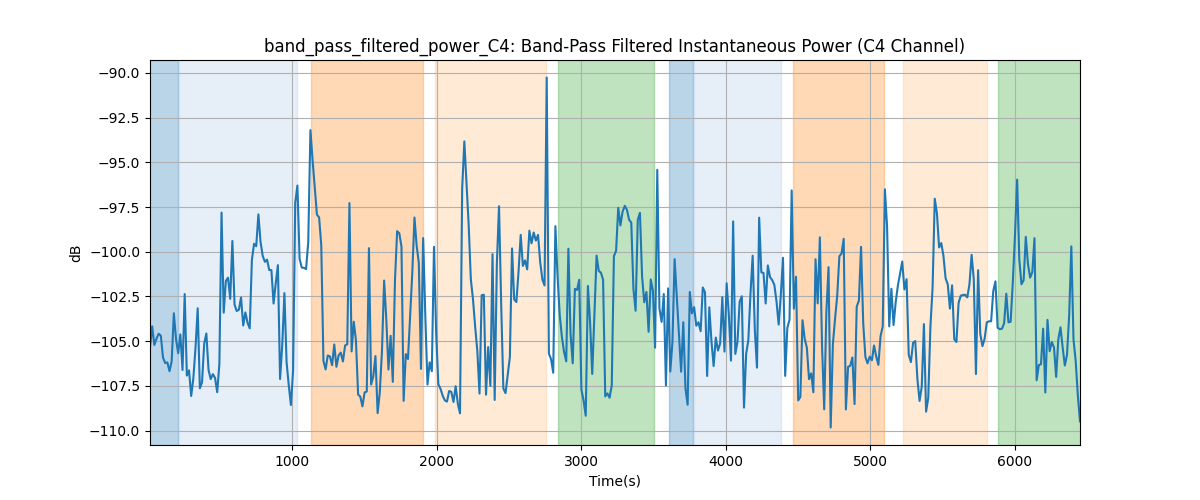 band_pass_filtered_power_C4: Band-Pass Filtered Instantaneous Power (C4 Channel)
−90.0
−92.5
−95.0
−97.5
−100.0
−102.5
−105.0
−107.5
−110.0
dB
1000 2000 3000 4000 5000 6000
Time(s)